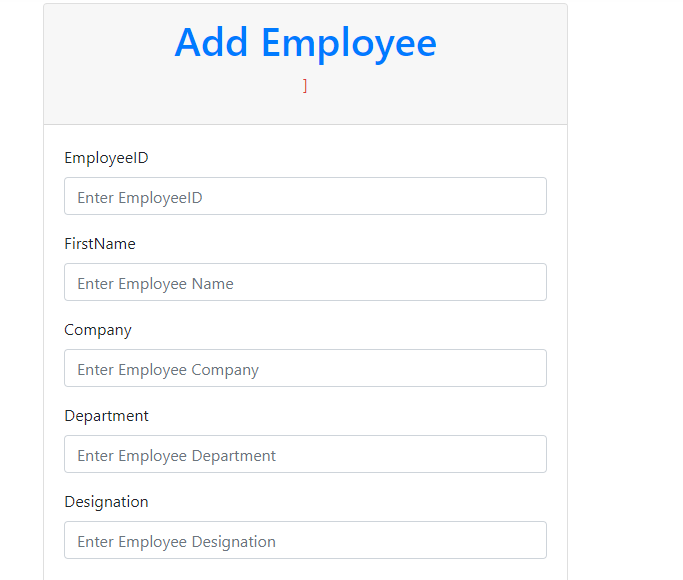 Add Employee
]
EmployeeID
Enter EmployeeID
FirstName
Enter Employee Name
Company
Enter Employee Company
Department
Enter Employee Department
Designation
Enter Employee Designation